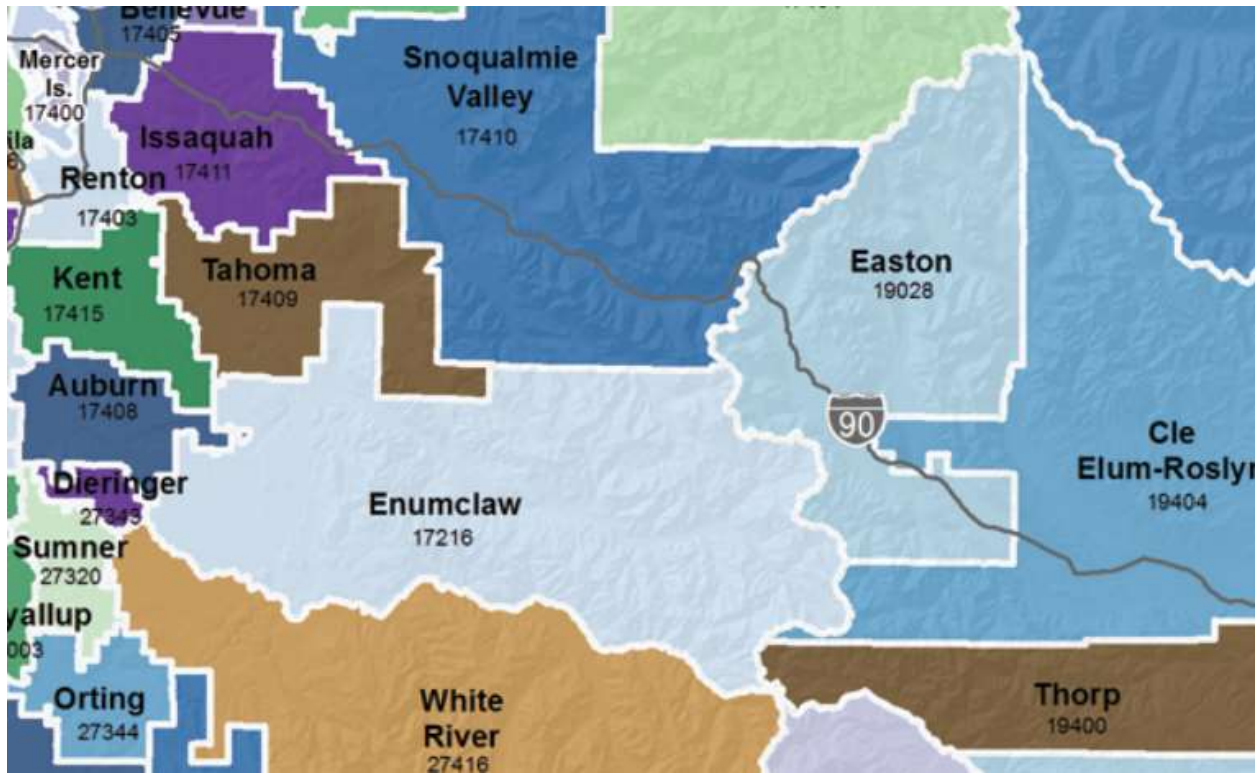 Bellevue
17405
Mercer
Is.
17400
Snoqualmie
Valley
17410
Issaquah
17411
Renton
17403
Kent
17415
Tahoma
17409
Easton
19028
Auburn
17408
90
Cle
Elum-Roslyn
19404
Dieringer
27343
Enumclaw
17216
Sumner
27320
yallup
003
Orting
27344
White
River
27416
Thorp
19400